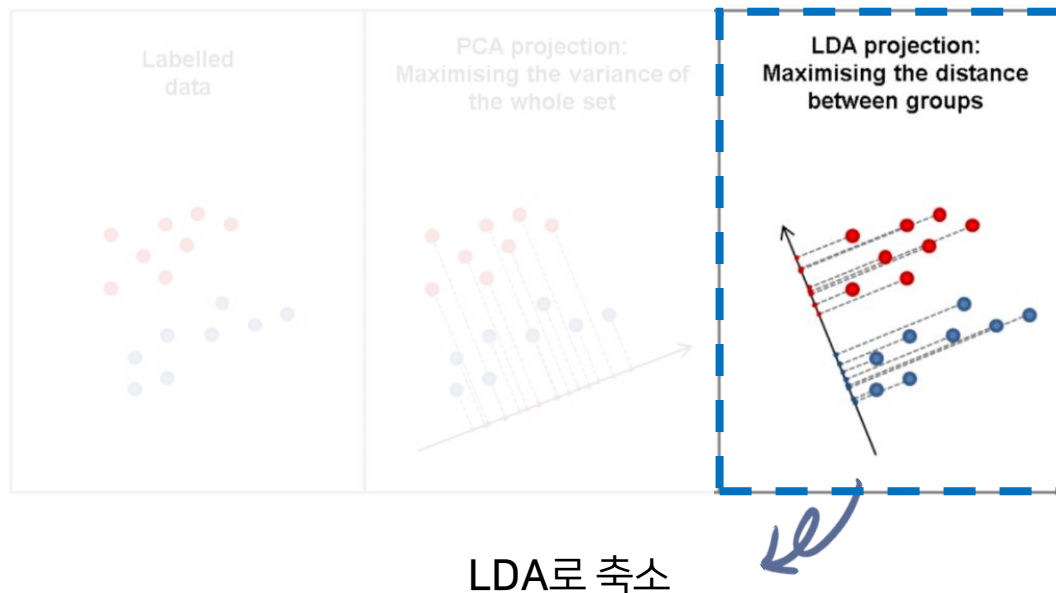 Labelled
data
PCA projection:
Maximising the variance of
the whole set
LDA projection:
Maximising the distance
between groups
LDA로 축소